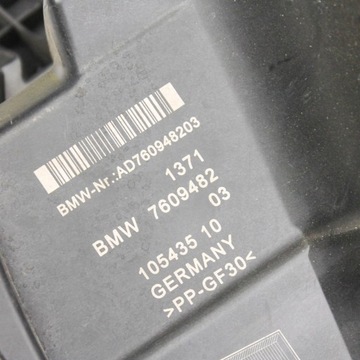 BMW-Nr.:AD760948203
1371
BMW 7609482
03
105435 10
GERMANY
>PP-GF30<